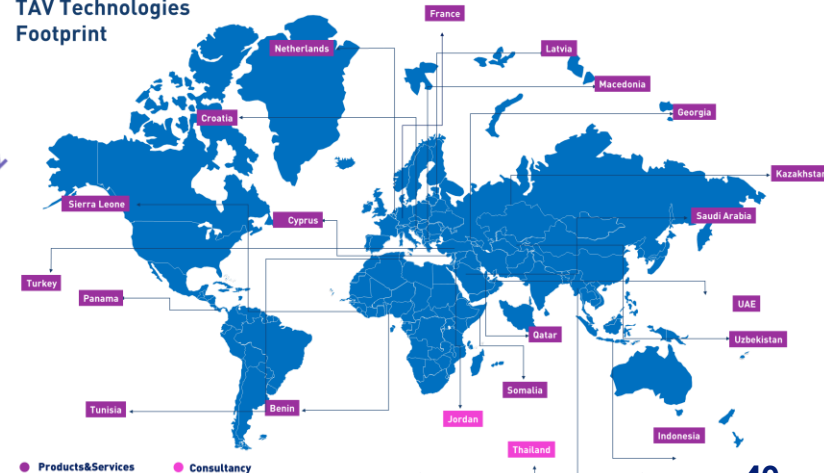 TAV Technologies
Footprint
France
Netherlands
Latvia
Macedonia
Georgia
Croatia
Kazakhstan
Sierra Leone
Saudi Arabia
Cyprus
Turkey
Panama
UAE
Qatar
Uzbekistan
Somalia
Tunisia
Benin
Jordan
Indonesia
Thailand
Products&Services
Consultancy